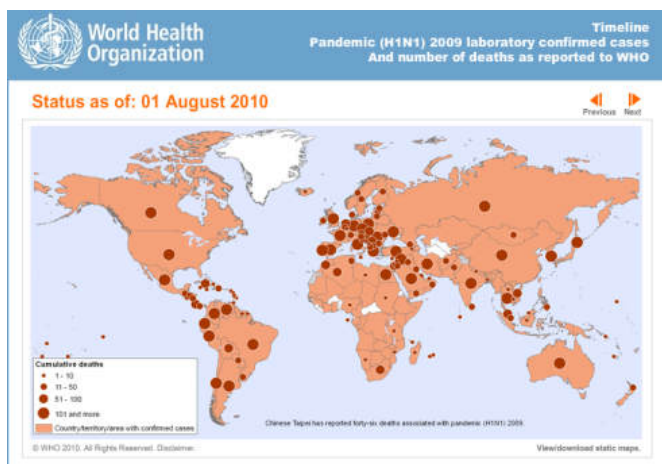 World Health
Organization
Timeline
Pandemic (H1N1) 2009 laboratory confirmed cases
And number of deaths as reported to WHO
Status as of: 01 August 2010
Previous Next
Cumulative deaths
1 - 10
11 - 50
51 - 100
101 and more
Country/territory/area with confirmed cases
Chinese Taipei has reported forty-six deaths associated with pandemic (H1N1) 2009.
© WHO 2010. All Rights Reserved. Disclaimer.
View/download static maps.